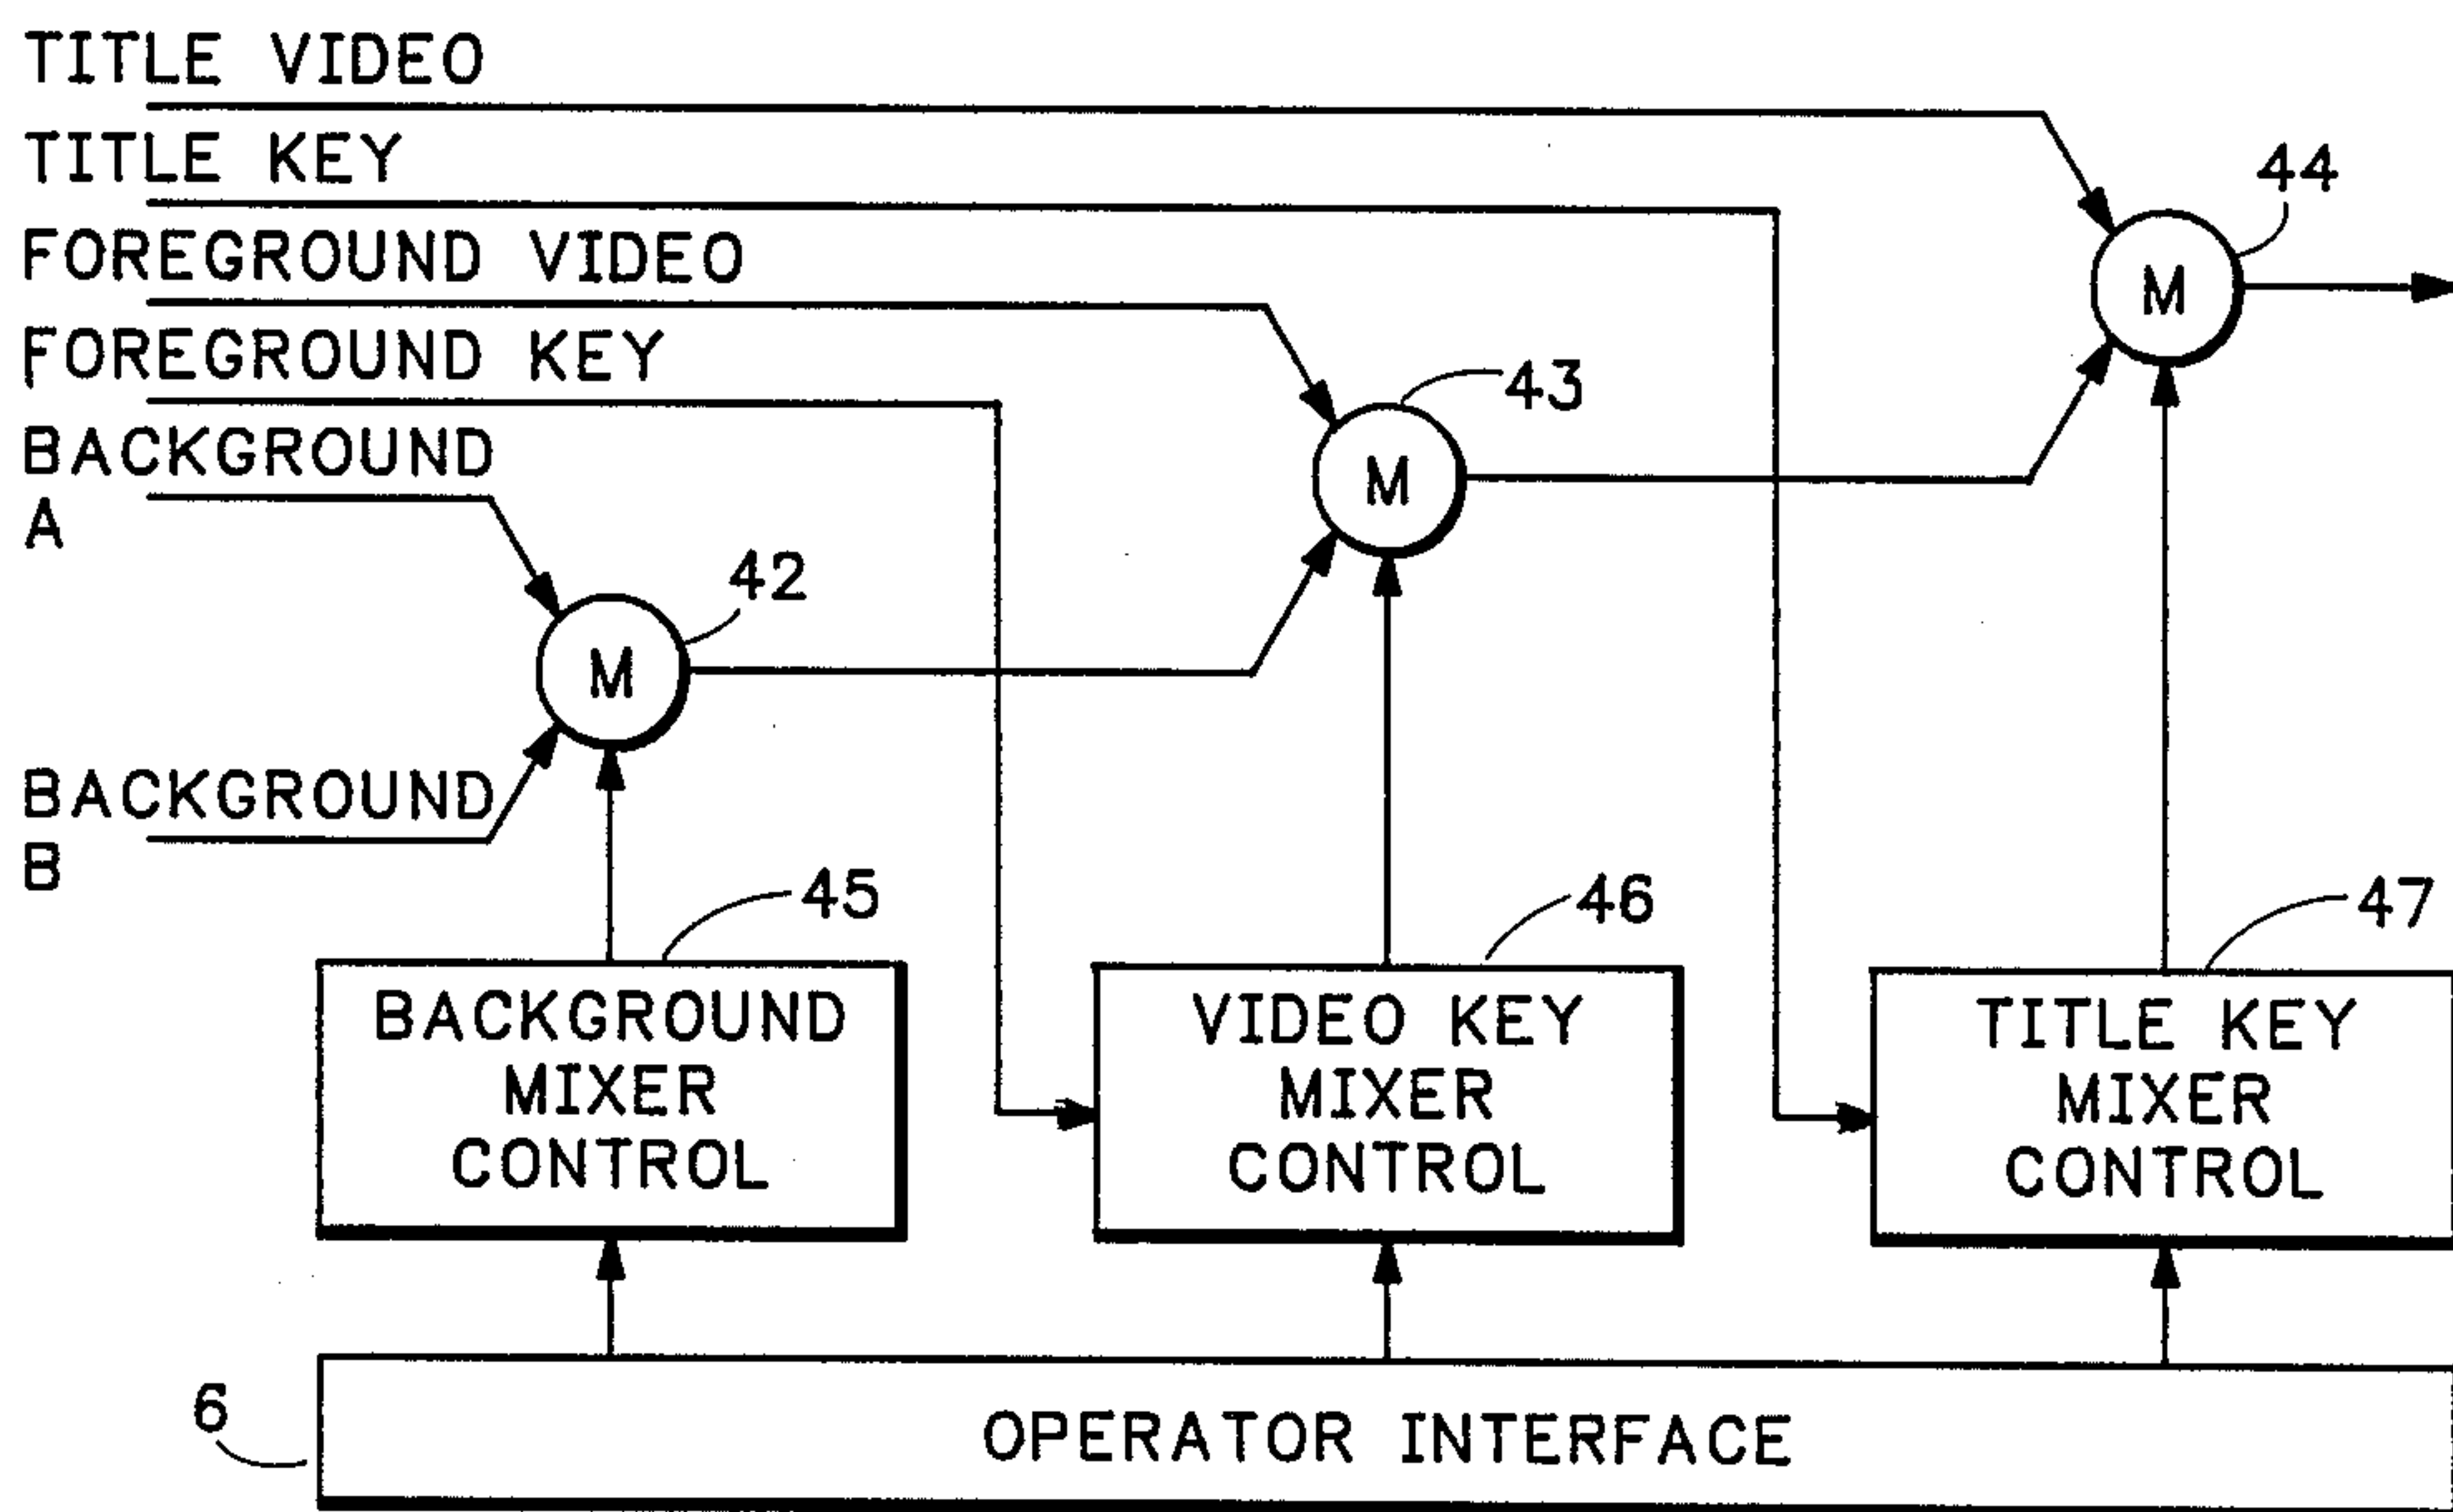 TITLE VIDEO
TITLE KEY
FOREGROUND VIDEO
FOREGROUND KEY
BACKGROUND
A
BACKGROUND
B
42
M
43
M
44
M
45
BACKGROUND
MIXER
CONTROL
46
VIDEO KEY
MIXER
CONTROL
47
TITLE KEY
MIXER
CONTROL
6
OPERATOR INTERFACE